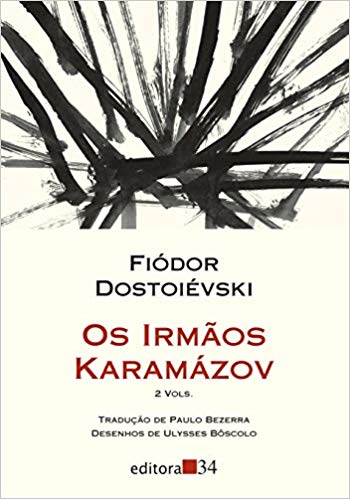 Fiódor
Dostoiévski
Os Irmãos
Karamázov
2 Vols.
Tradução de Paulo Bezerra
Desenhos de Ulysses Bôscolo
editora 34